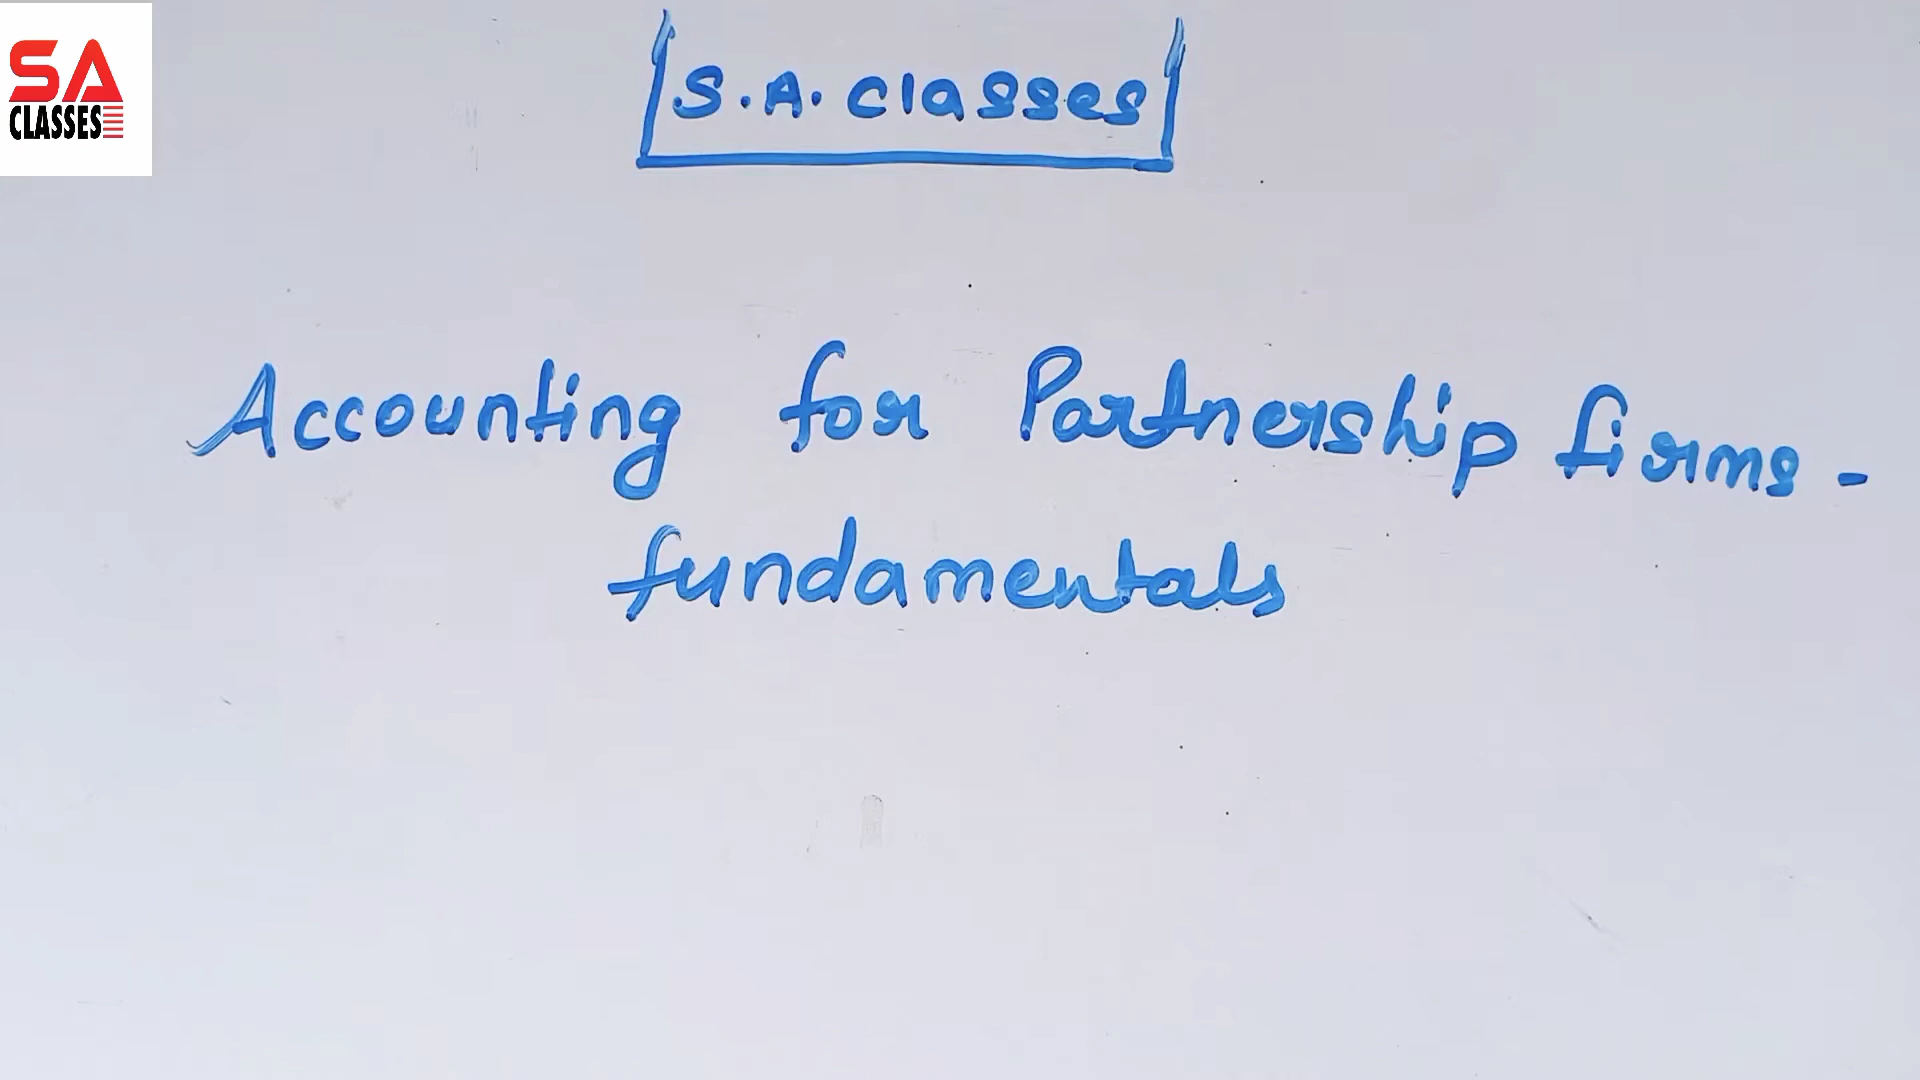 SA
CLASSES
S.A. classes
Accounting for Partnership firms -
fundamentals